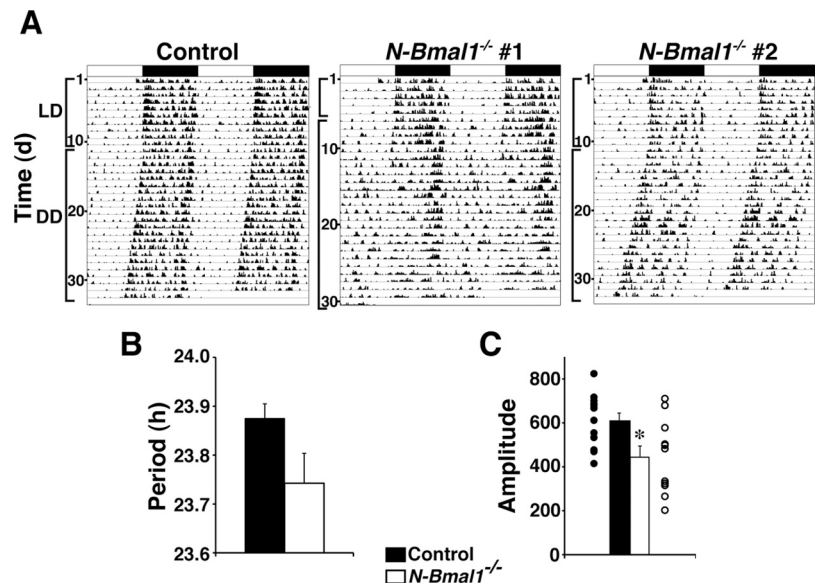 A
Control
N-Bmal1-/- #1
N-Bmal1-/- #2
Time (d)
LD
DD
1
10
20
30
1
10
20
30
1
10
20
30
B
Period (h)
24.0
23.9
23.8
23.7
23.6
C
Amplitude
800
600
400
200
0
*
Control
N-Bmal1-/-